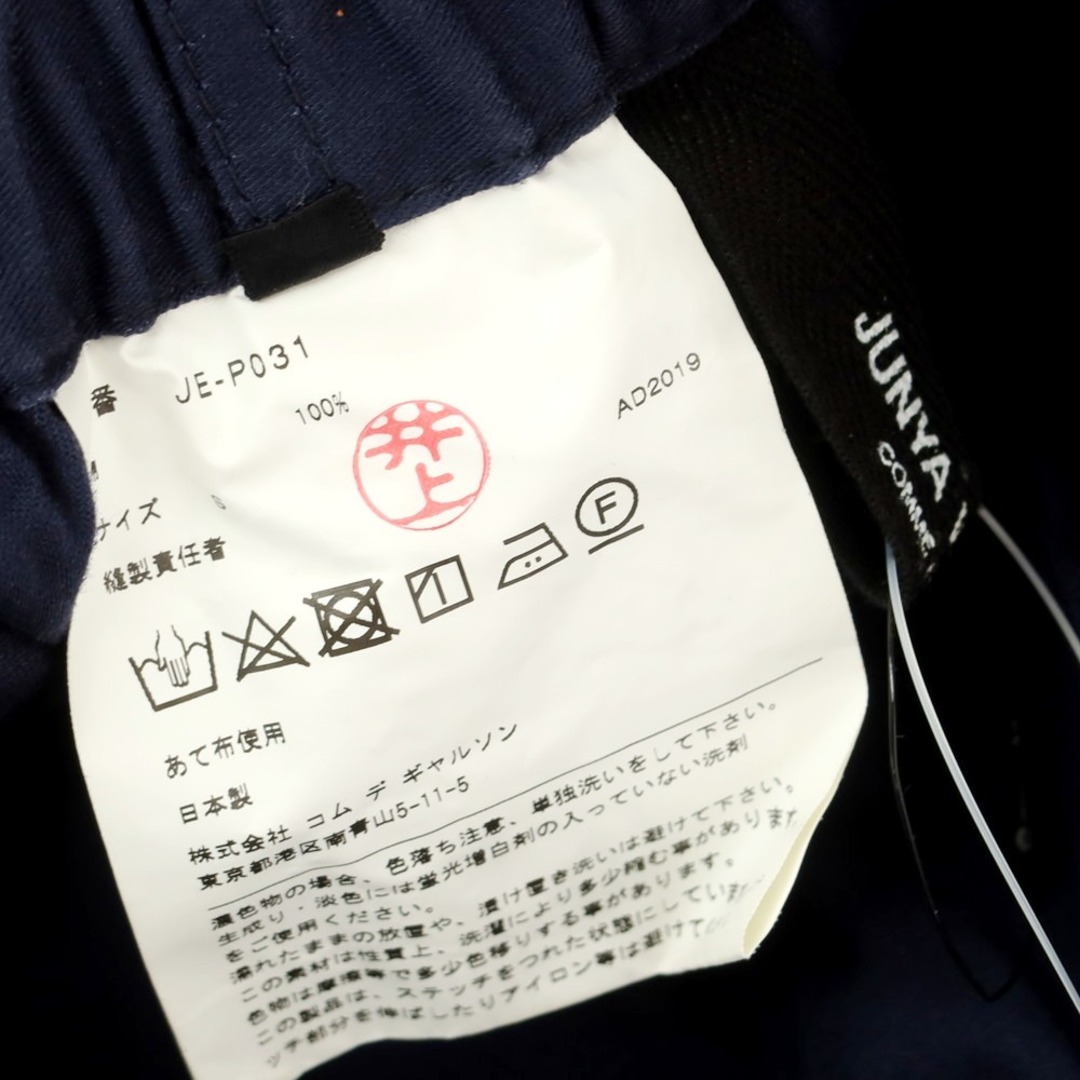 番 JE-P031
100% AD2019
井上
サイズ S
縫製責任者
F
あて布使用
日本製
株式会社 コム デ ギャルソン
東京都港区南青山5-11-5
濃色物の場合、色落ち注意、単独洗いをして下さい。
生成り・淡色には蛍光増白剤の入っていない洗剤
をご使用ください。
濡れたままの放置や、漬け置き洗いは避けて下さい。
この素材は性質上、洗濯により多少縮む事があります。
色物は摩擦等で多少色移りする事があります。
この製品は、ステッチをつれた状態にしてい
ッチ部分を伸ばしたりアイロン等は避けて
JUNYA
COMME